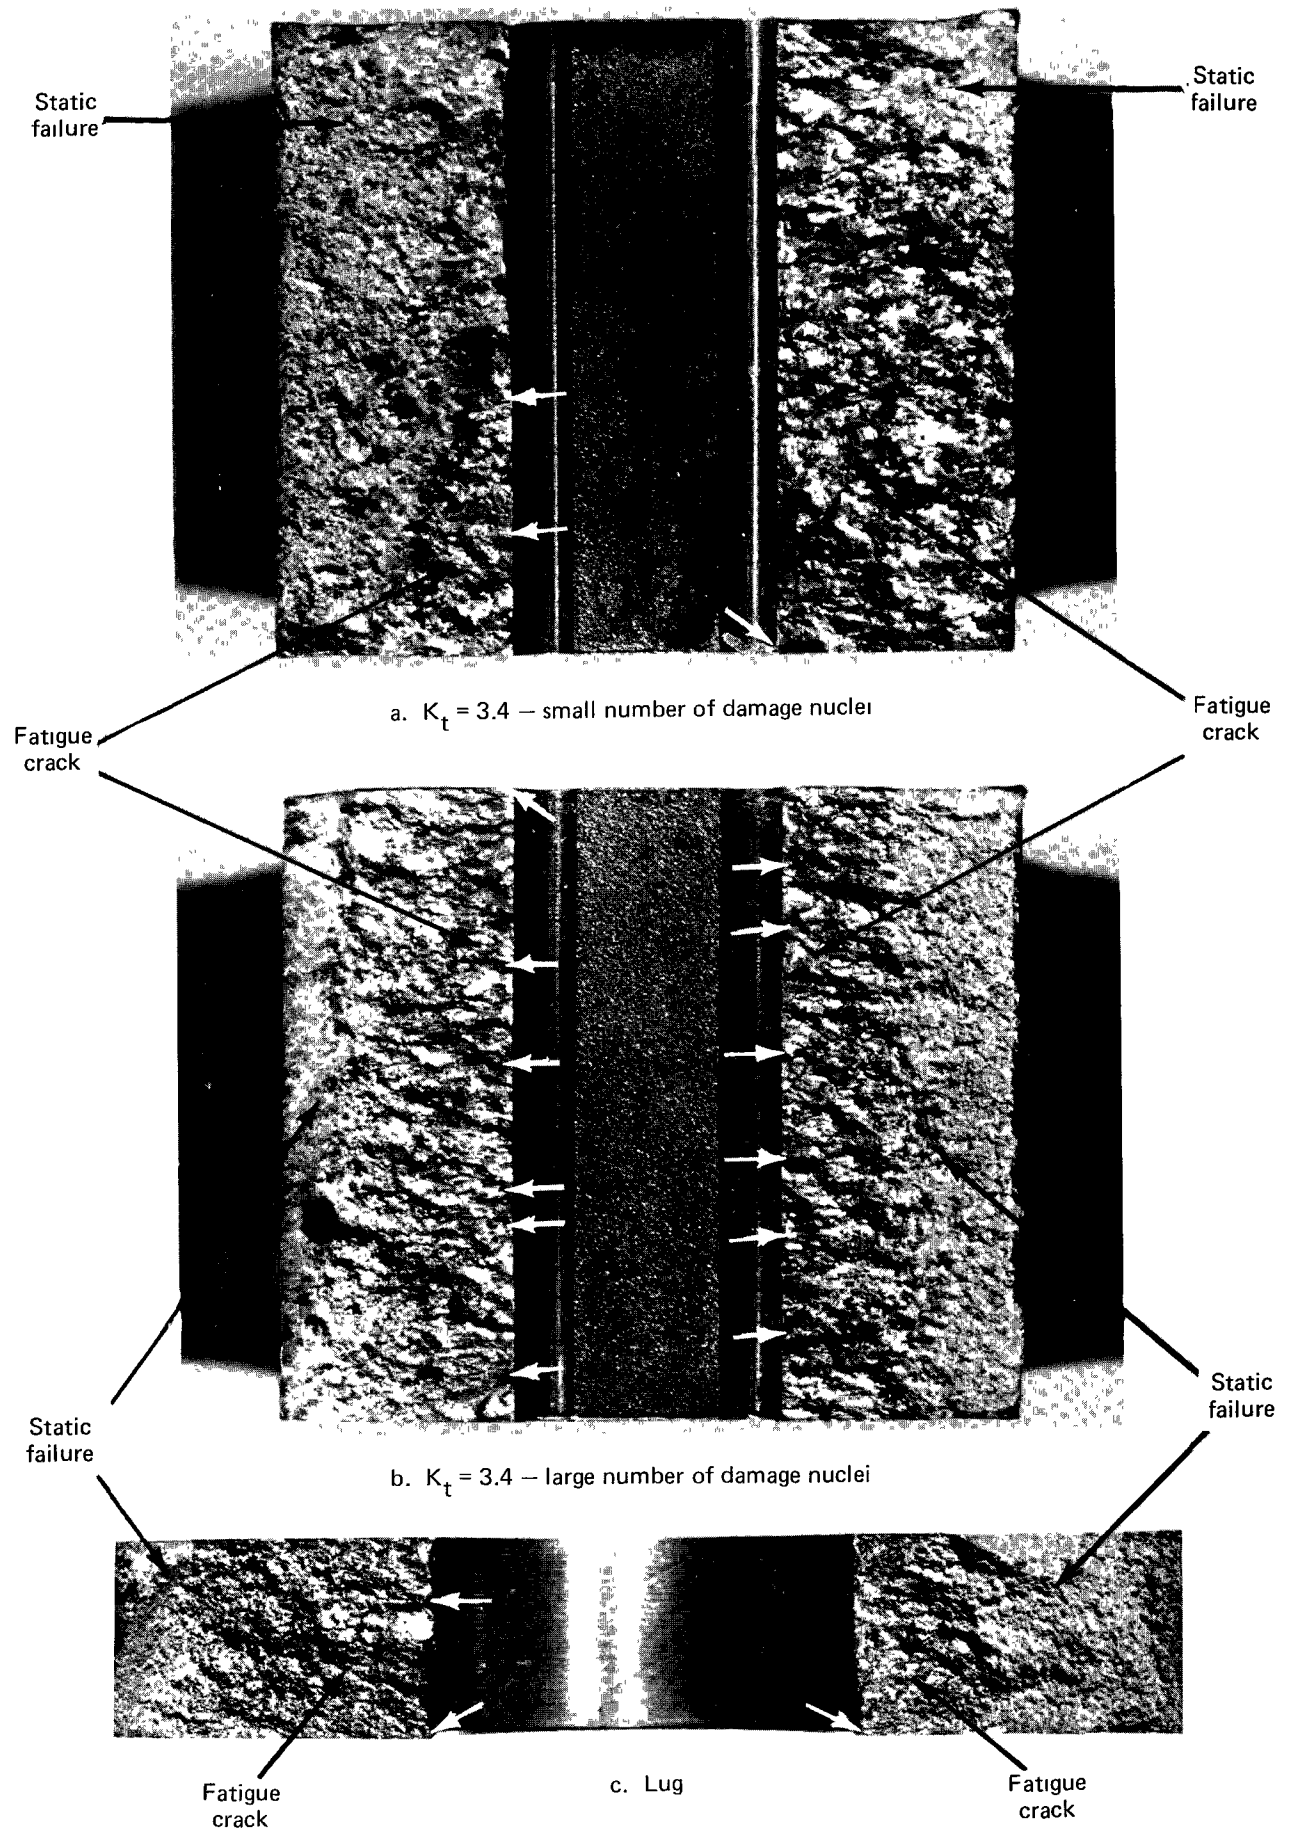 Static
failure
Static
failure
a. Kt = 3.4 — small number of damage nuclei
Fatigue
crack
Fatigue
crack
b. Kt = 3.4 — large number of damage nuclei
Static
failure
Static
failure
c. Lug
Fatigue
crack
Fatigue
crack